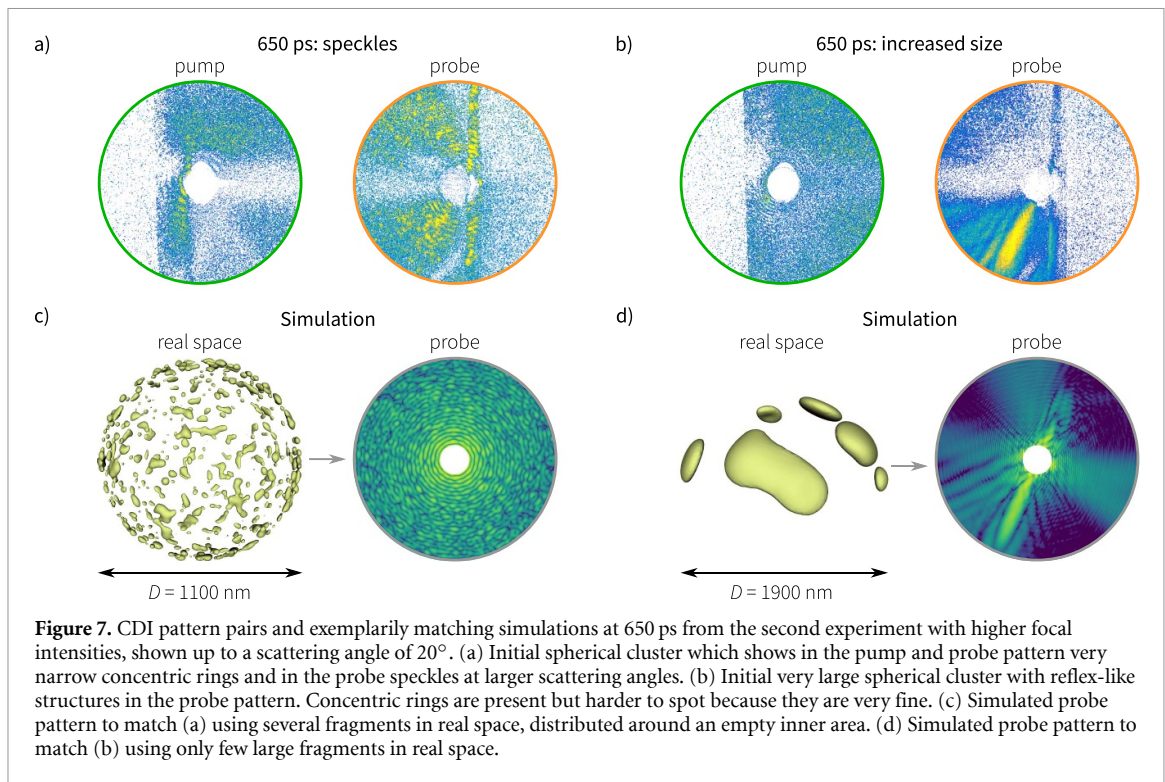 a)
650 ps: speckles
pump
probe
b)
650 ps: increased size
pump
probe
c)
Simulation
real space
probe
D = 1100 nm
d)
Simulation
real space
probe
D = 1900 nm
Figure 7. CDI pattern pairs and exemplarily matching simulations at 650 ps from the second experiment with higher focal
intensities, shown up to a scattering angle of 20°. (a) Initial spherical cluster which shows in the pump and probe pattern very
narrow concentric rings and in the probe speckles at larger scattering angles. (b) Initial very large spherical cluster with reflex-like
structures in the probe pattern. Concentric rings are present but harder to spot because they are very fine. (c) Simulated probe
pattern to match (a) using several fragments in real space, distributed around an empty inner area. (d) Simulated probe pattern to
match (b) using only few large fragments in real space.